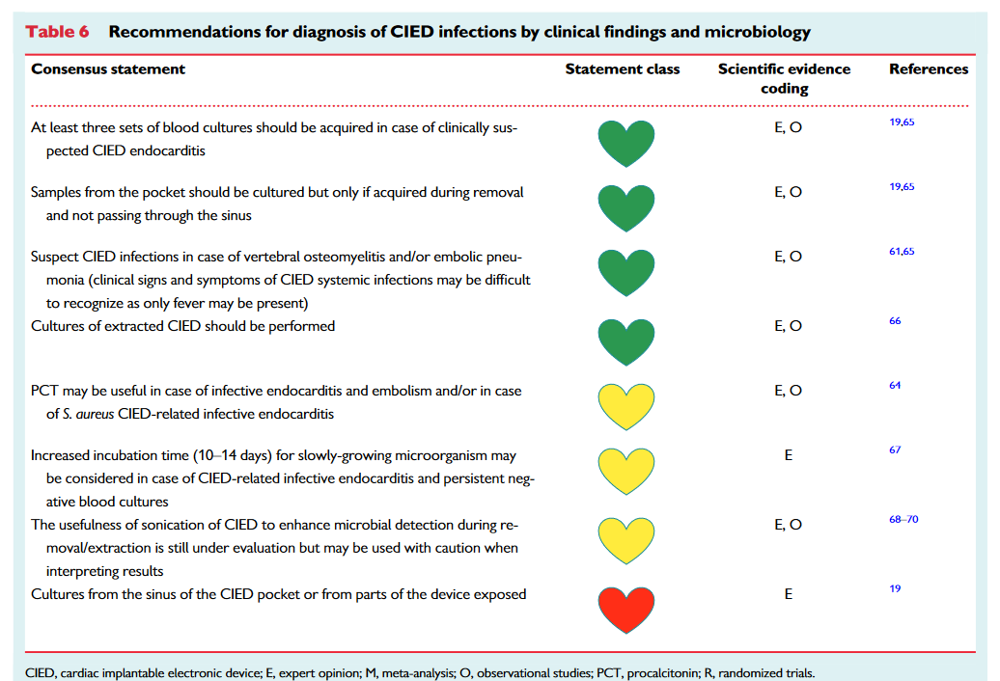 Table 6 Recommendations for diagnosis of CIED infections by clinical findings and microbiology
Consensus statement Statement class Scientific evidence coding References
At least three sets of blood cultures should be acquired in case of clinically sus-
pected CIED endocarditis
E, O 19,65
Samples from the pocket should be cultured but only if acquired during removal
and not passing through the sinus
E, O 19,65
Suspect CIED infections in case of vertebral osteomyelitis and/or embolic pneu-
monia (clinical signs and symptoms of CIED systemic infections may be difficult
to recognize as only fever may be present)
E, O 61,65
Cultures of extracted CIED should be performed
E, O 66
PCT may be useful in case of infective endocarditis and embolism and/or in case
of S. aureus CIED-related infective endocarditis
E, O 64
Increased incubation time (10–14 days) for slowly-growing microorganism may
be considered in case of CIED-related infective endocarditis and persistent neg-
ative blood cultures
E 67
The usefulness of sonication of CIED to enhance microbial detection during re-
moval/extraction is still under evaluation but may be used with caution when
interpreting results
E, O 68–70
Cultures from the sinus of the CIED pocket or from parts of the device exposed
E 19
CIED, cardiac implantable electronic device; E, expert opinion; M, meta-analysis; O, observational studies; PCT, procalcitonin; R, randomized trials.